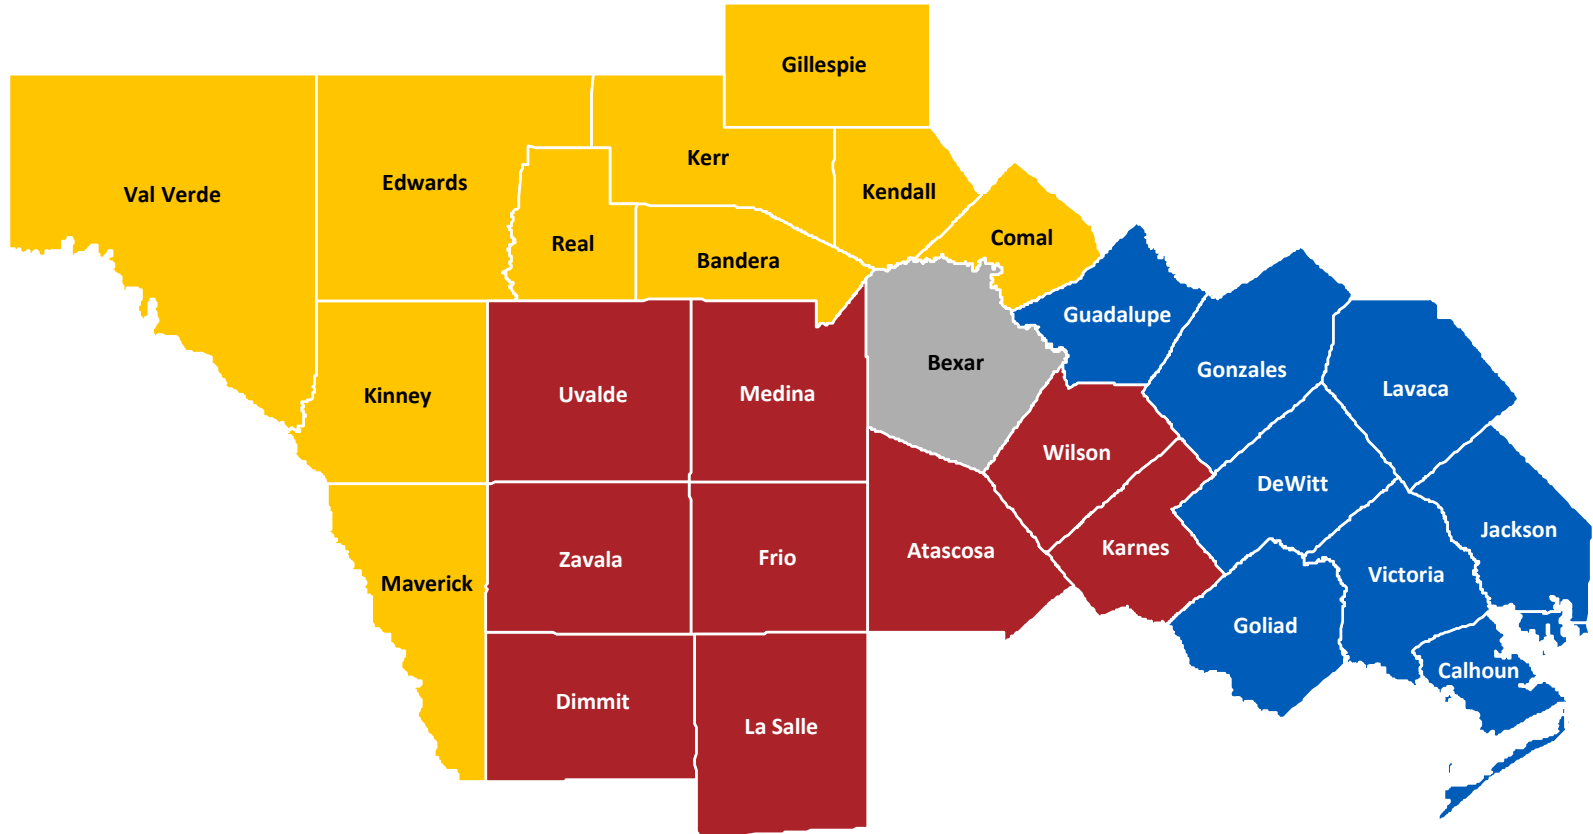 Gillespie
Kerr
Edwards
Val Verde
Kendall
Comal
Real
Bandera
Guadalupe
Bexar
Gonzales
Lavaca
Kinney
Uvalde
Medina
Wilson
DeWitt
Jackson
Karnes
Atascosa
Zavala
Frio
Victoria
Maverick
Goliad
Calhoun
Dimmit
La Salle